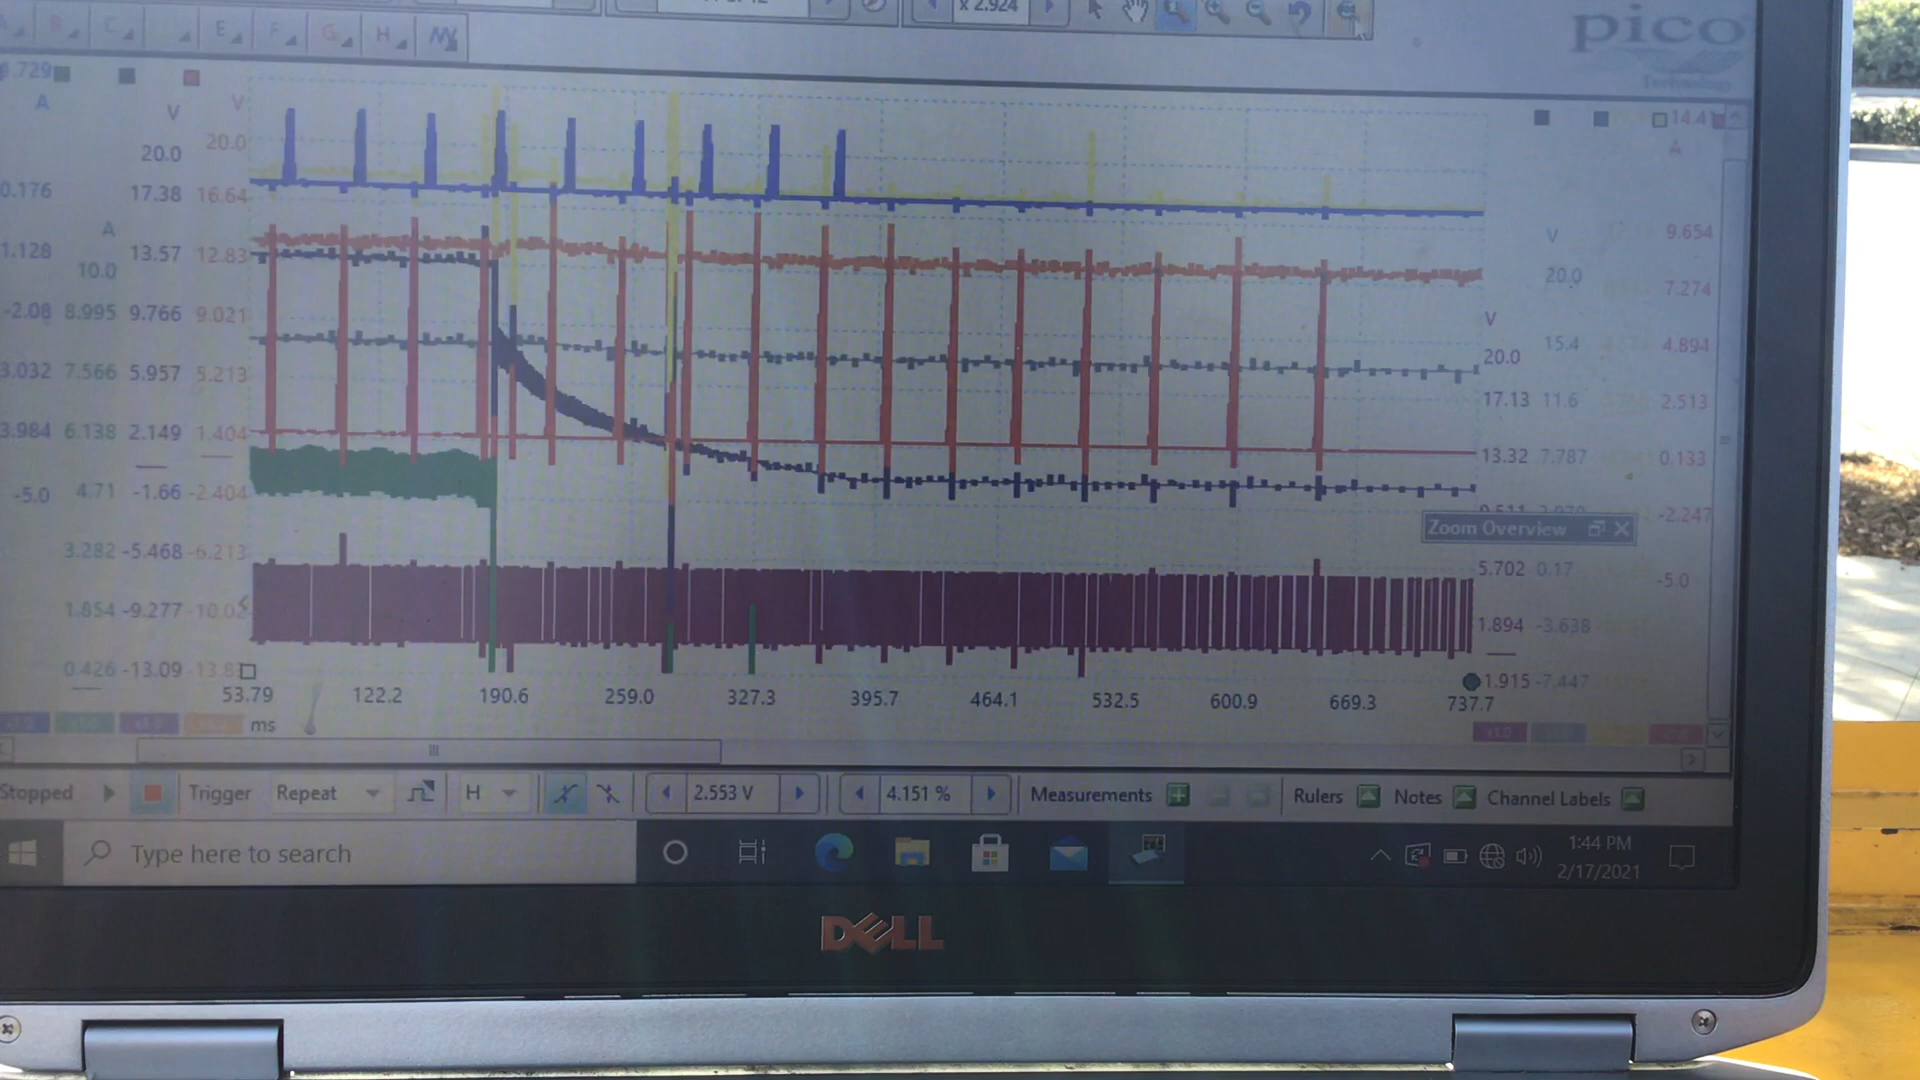 x 2.924
B C E F G H
pico
Technology
A V V
20.0 20.0
0.176 17.38 16.64
A
1.128 10.0 13.57 12.83
-2.08 8.995 9.766 9.021
3.032 7.566 5.957 5.213
3.984 6.138 2.149 1.404
-5.0 4.71 -1.66 -2.404
3.282 -5.468 -6.213
1.854 -9.277 -10.02
0.426 -13.09
14.4
A
V 9.654
20.0 7.274
V
15.4 4.894
20.0
17.13 11.6 2.513
13.32 7.787 0.133
-2.247
Zoom Overview
5.702 0.17 -5.0
1.894 -3.638
1.915 -7.447
53.79 122.2 190.6 259.0 327.3 395.7 464.1 532.5 600.9 669.3 737.7
ms
Stopped Trigger Repeat H 2.553 V 4.151 % Measurements Rulers Notes Channel Labels
Type here to search
1:44 PM
2/17/2021
DELL